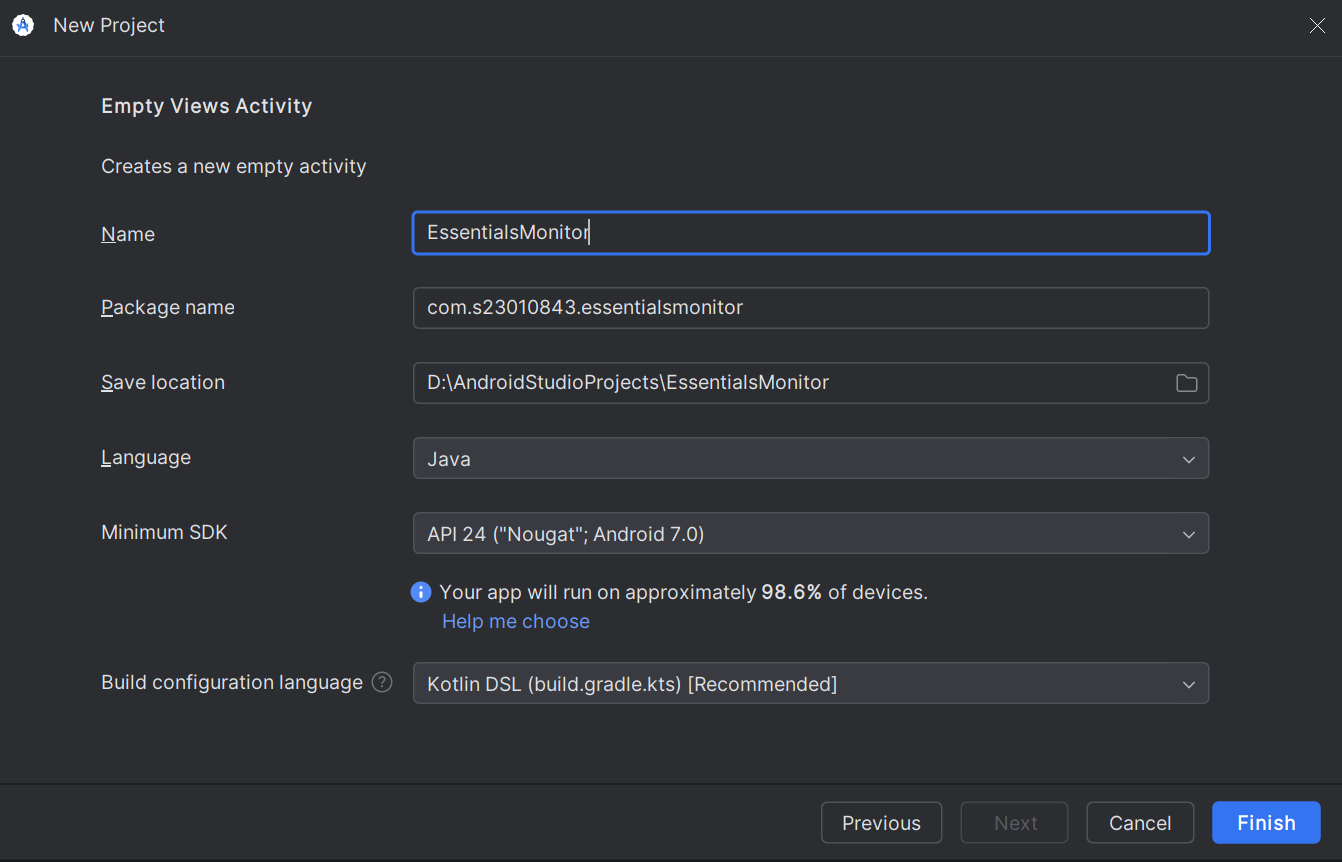 New Project
Empty Views Activity
Creates a new empty activity
Name EssentialsMonitor
Package name com.s23010843.essentialsmonitor
Save location D:\AndroidStudioProjects\EssentialsMonitor
Language Java
Minimum SDK API 24 ("Nougat"; Android 7.0)
Your app will run on approximately 98.6% of devices.
Help me choose
Build configuration language ? Kotlin DSL (build.gradle.kts) [Recommended]
Previous Next Cancel Finish